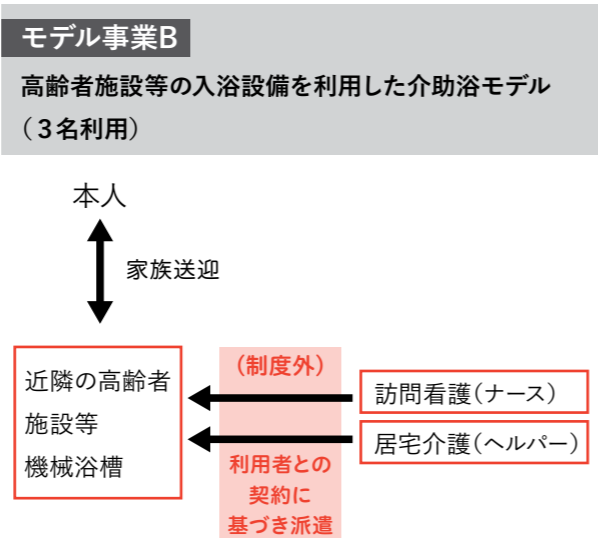 モデル事業B
高齢者施設等の入浴設備を利用した介助浴モデル
（３名利用）
本人
家族送迎
近隣の高齢者
施設等
機械浴槽
（制度外）
利用者との
契約に
基づき派遣
訪問看護（ナース）
居宅介護（ヘルパー）